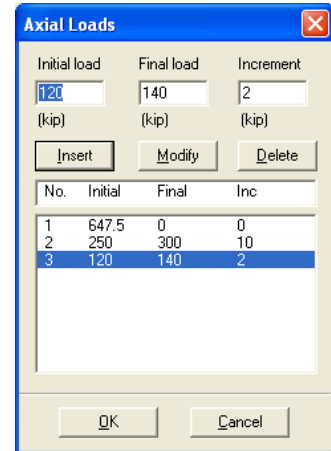 Axial Loads
Initial load Final load Increment
120 140 2
(kip) (kip) (kip)
Insert Modify Delete
No. Initial Final Inc
1 647.5 0 0
2 250 300 10
3 120 140 2
OK Cancel